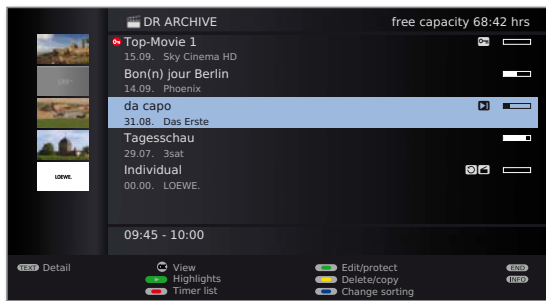 DR ARCHIVE free capacity 68:42 hrs
Top-Movie 1
15.09. Sky Cinema HD
Bon(n) jour Berlin
14.09. Phoenix
da capo
31.08. Das Erste
Tagesschau
29.07. 3sat
Individual
00.00. LOEWE.
LOEWE.
09:45 - 10:00
TEXT Detail OK View Edit/protect END
Highlights Delete/copy INFO
Timer list Change sorting